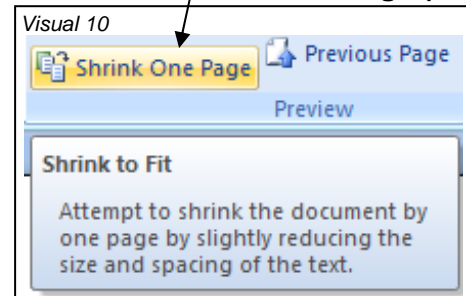 Visual 10
Shrink One Page Previous Page
Preview
Shrink to Fit
Attempt to shrink the document by
one page by slightly reducing the
size and spacing of the text.